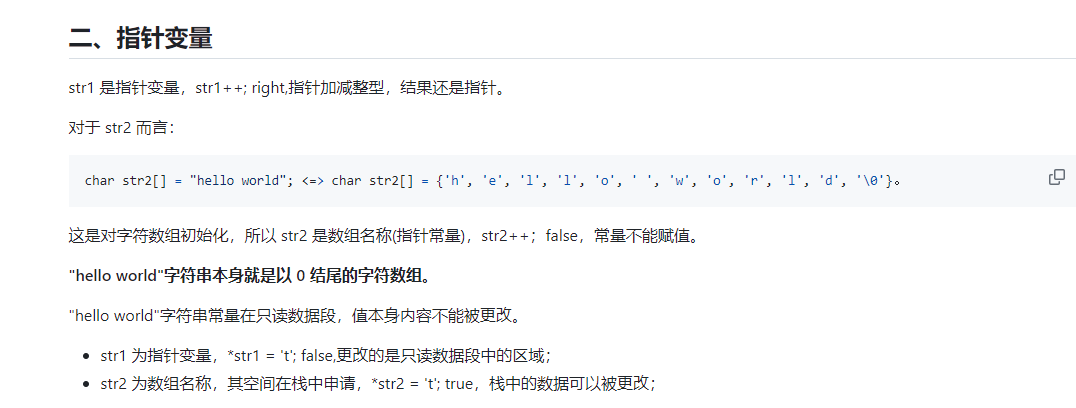 二、指针变量
str1 是指针变量，str1++; right,指针加减整型，结果还是指针。
对于 str2 而言：
char str2[] = "hello world"; <=> char str2[] = {'h', 'e', 'l', 'l', 'o', ' ', 'w', 'o', 'r', 'l', 'd', '\0'}。
这是对字符数组初始化，所以 str2 是数组名称(指针常量)，str2++；false，常量不能赋值。
"hello world"字符串本身就是以 0 结尾的字符数组。
"hello world"字符串常量在只读数据段，值本身内容不能被更改。
• str1 为指针变量，*str1 = 't'; false,更改的是只读数据段中的区域；
• str2 为数组名称，其空间在栈中申请，*str2 = 't'; true，栈中的数据可以被更改；